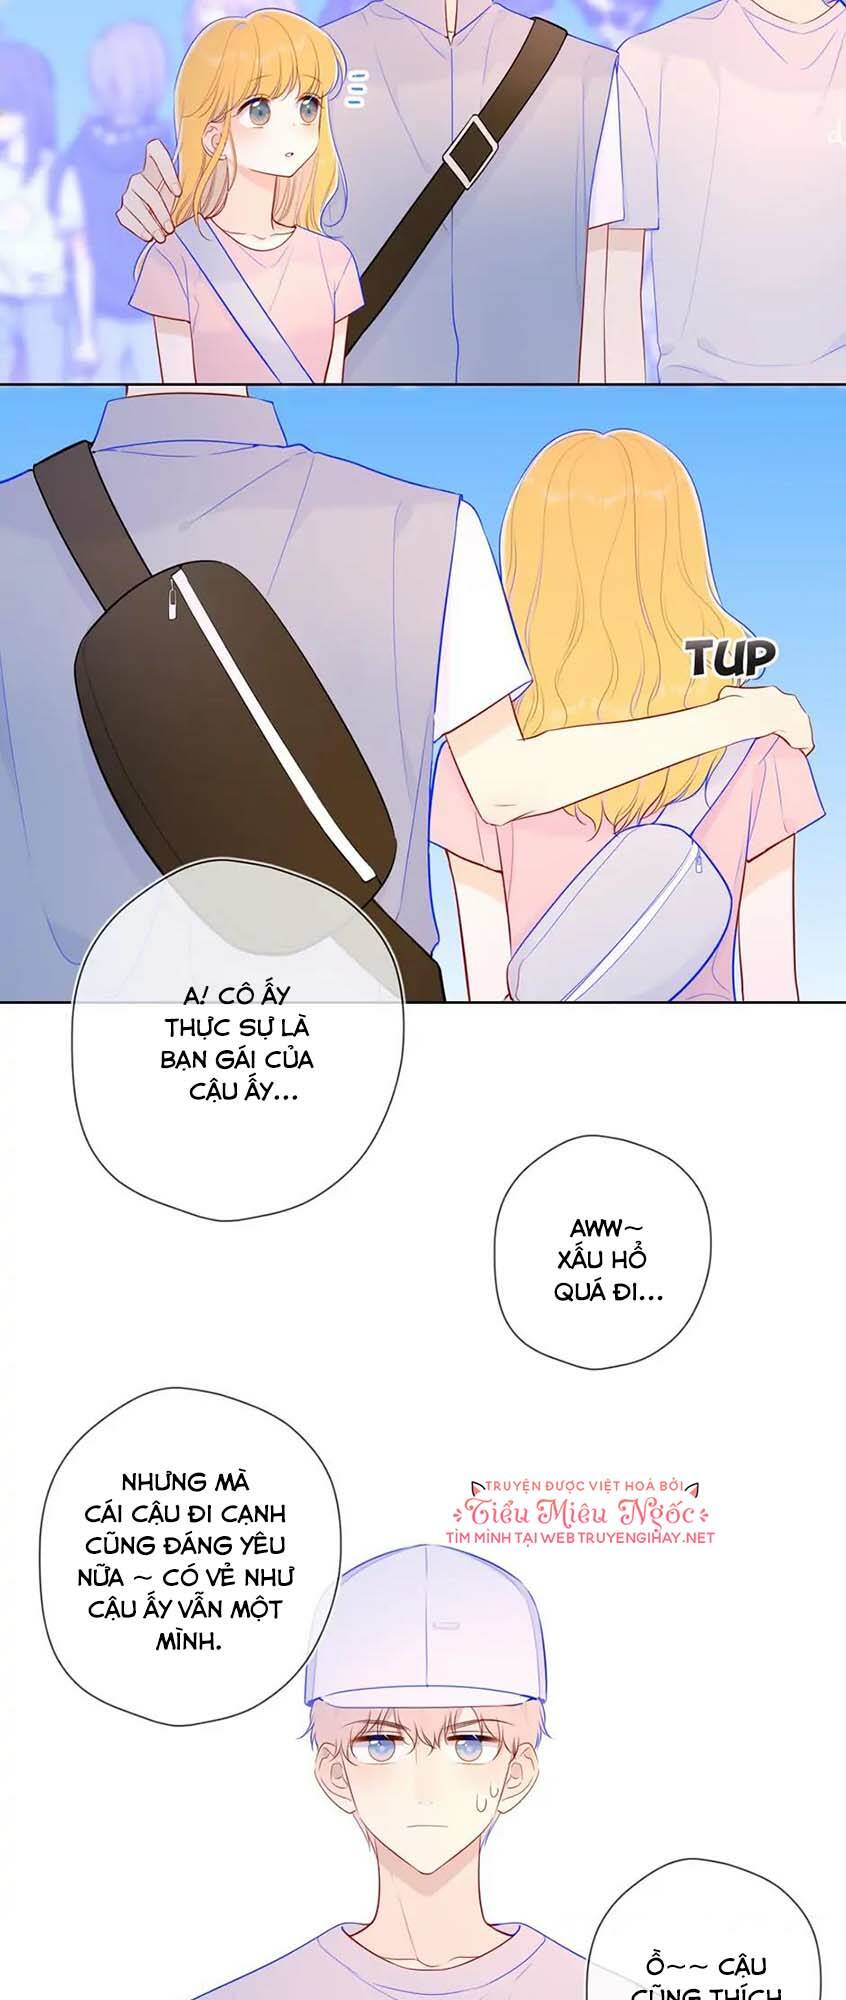 TUP
A! CÔ ẤY
THỰC SỰ LÀ
BẠN GÁI CỦA
CẬU ẤY...
AWW~
XẤU HỔ
QUÁ ĐI...
NHƯNG MÀ
CÁI CẬU ĐI CẠNH
CŨNG ĐÁNG YÊU
NỮA ~ CÓ VẺ NHƯ
CẬU ẤY VẪN MỘT
MÌNH.
TRUYỆN ĐƯỢC VIỆT HOÁ BỞI
TIỂU MIÊU NGỐC
TÌM MÌNH TẠI WEB TRUYENGIHAY.NET
Ồ~~ CẬU
CŨNG THÍCH